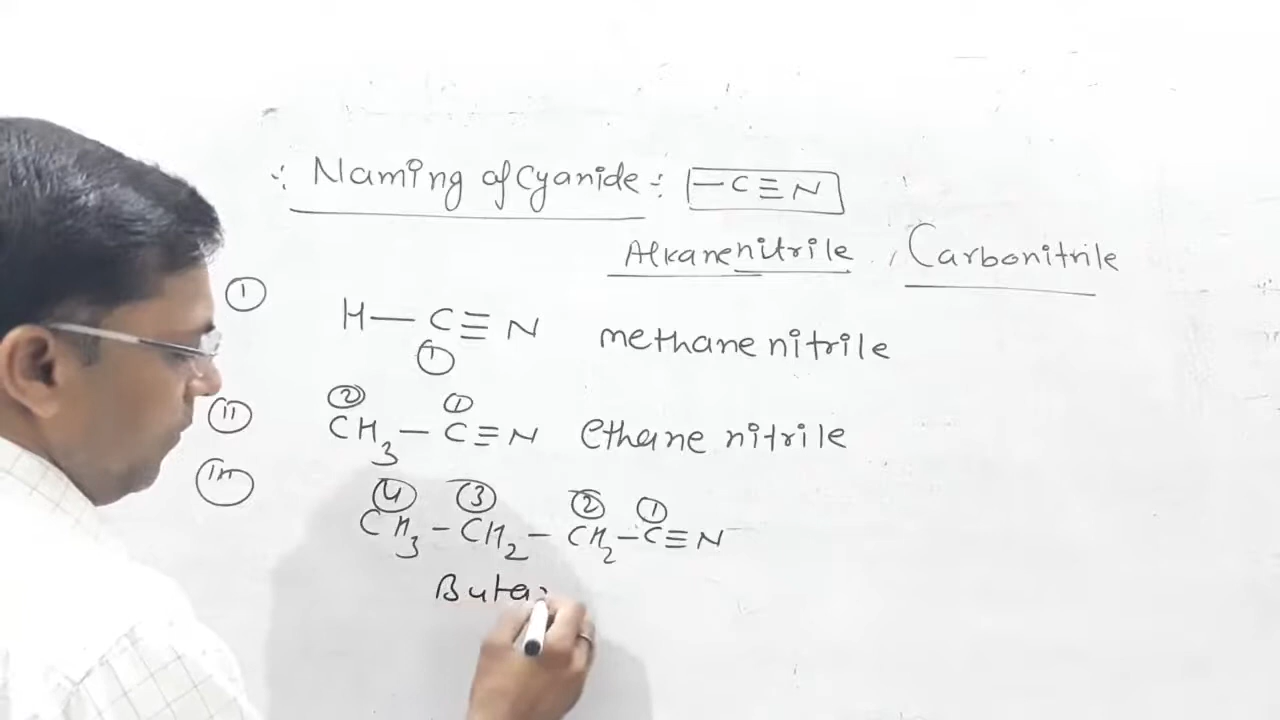 ∴ Naming of Cyanide :- –C≡N
Alkanenitrile , Carbonitrile
(I) H–C≡N methane nitrile
(1)
(2) (1)
(II) CH3–C≡N Ethane nitrile
(III)
(4) (3) (2) (1)
CH3–CH2–CH2–C≡N
Buta